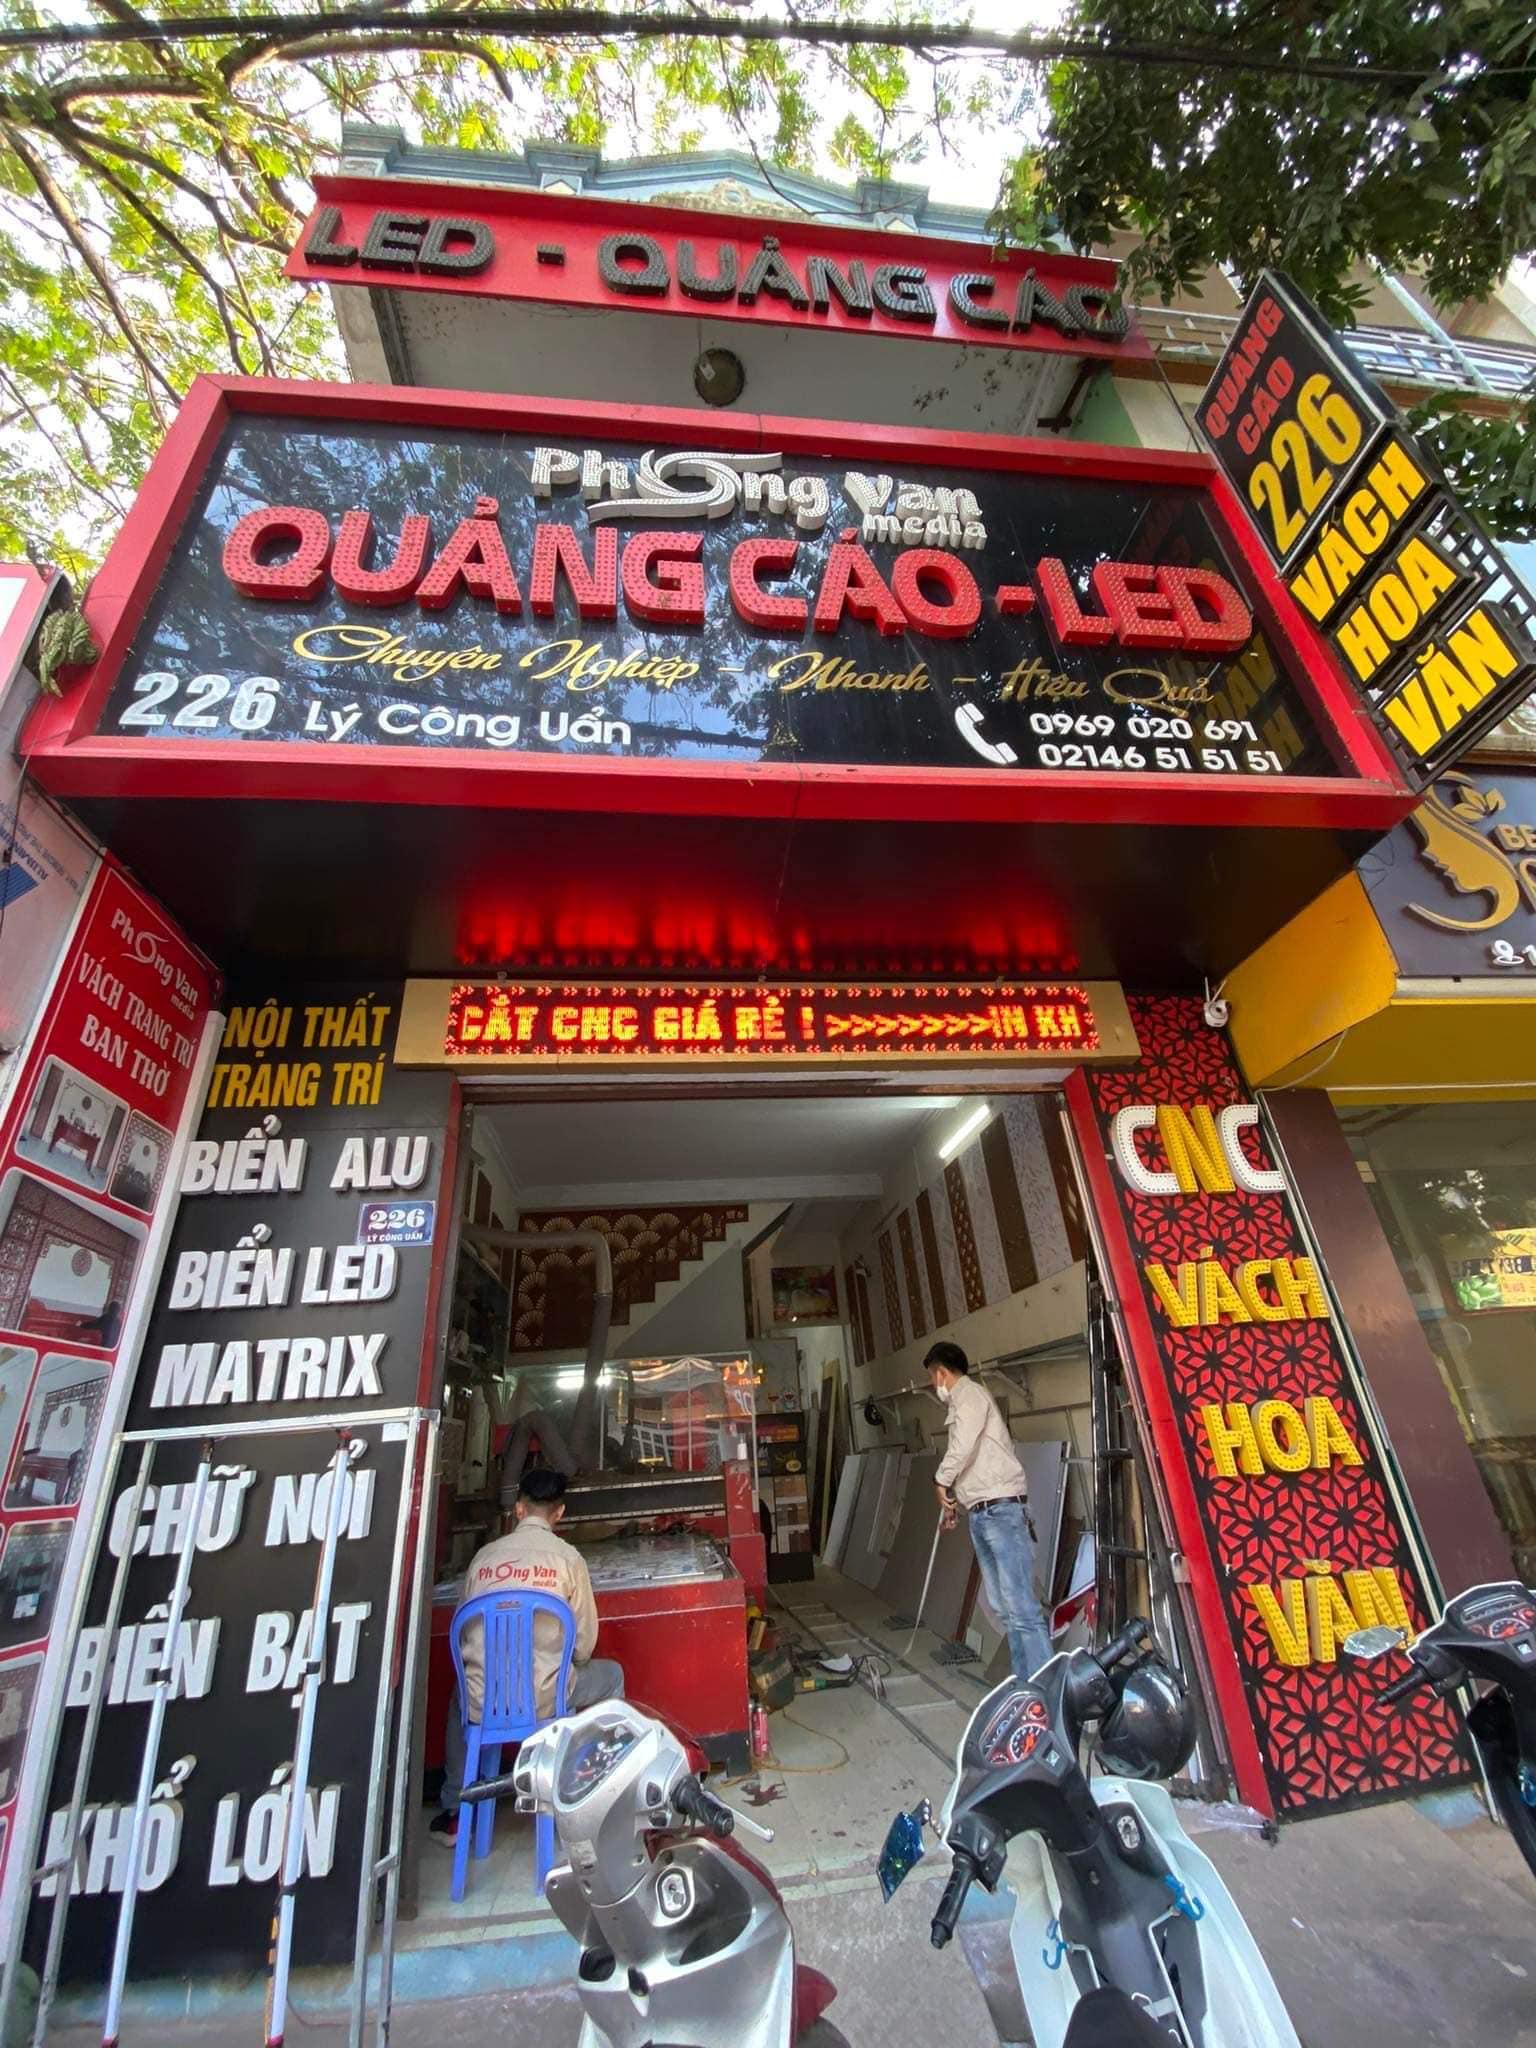 LED - QUẢNG CÁO
Phong Van
media
QUẢNG CÁO - LED
Chuyên Nghiệp - Nhanh - Hiệu Quả
226 Lý Công Uẩn
0969 020 691
02146 51 51 51
QUẢNG
CÁO
226
VÁCH
HOA
VĂN
Phong Van
media
VÁCH TRANG TRÍ
BAN THỜ
NỘI THẤT
TRANG TRÍ
BIỂN ALU
226
LÝ CÔNG UẨN
BIỂN LED
MATRIX
CHỮ NỔI
BIỂN BẠT
KHỔ LỚN
CẮT CNC GIÁ RẺ ! >>>>>>>>IN KH
CNC
VÁCH
HOA
VĂN
Phong Van
media